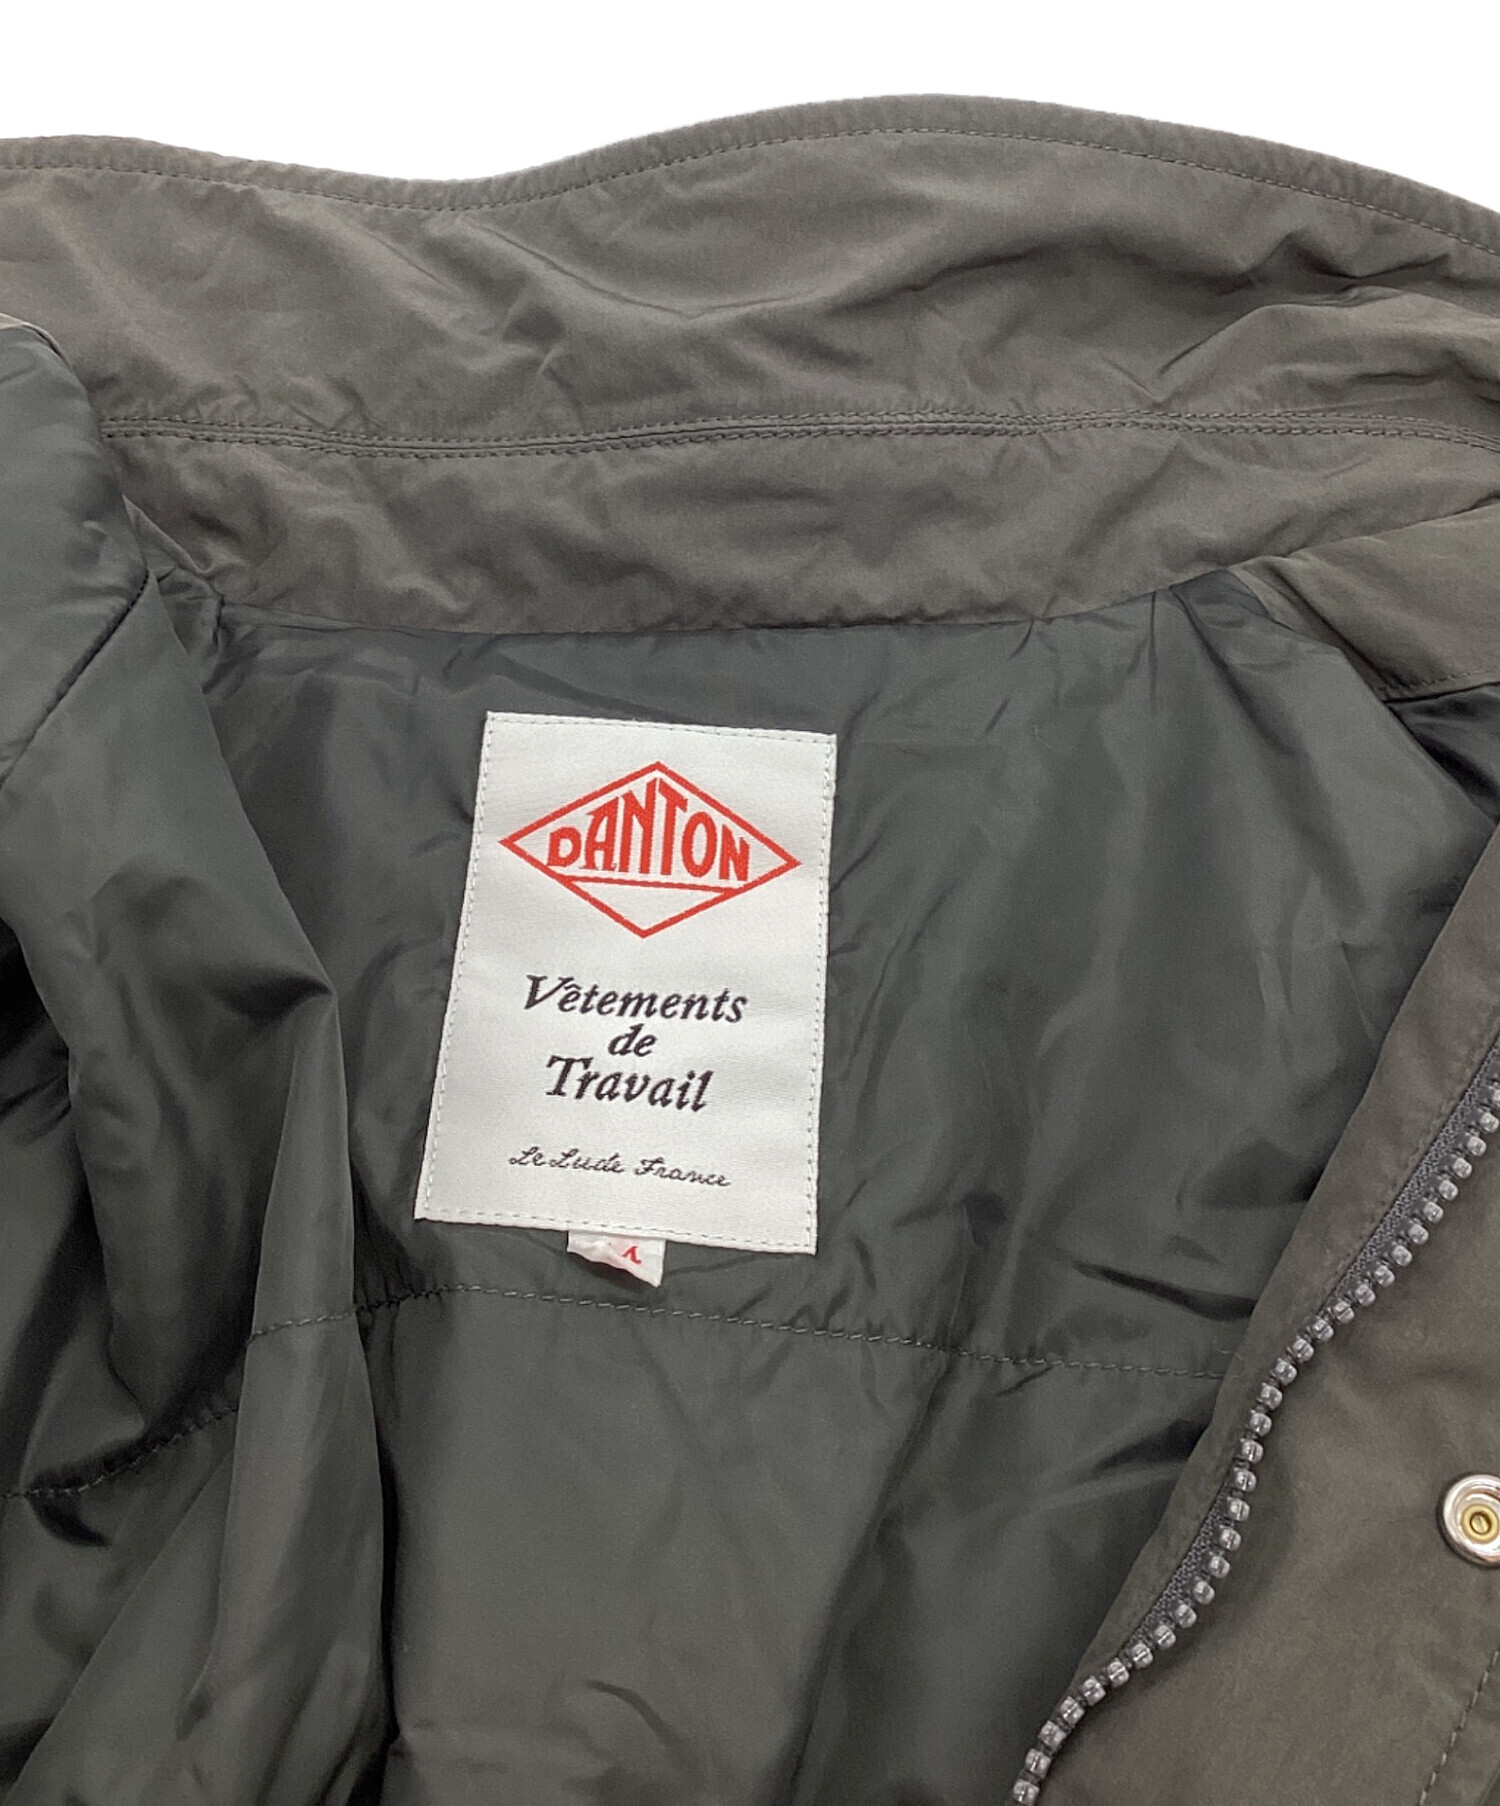 DANTON
Vêtements
de
Travail
Le Lude France